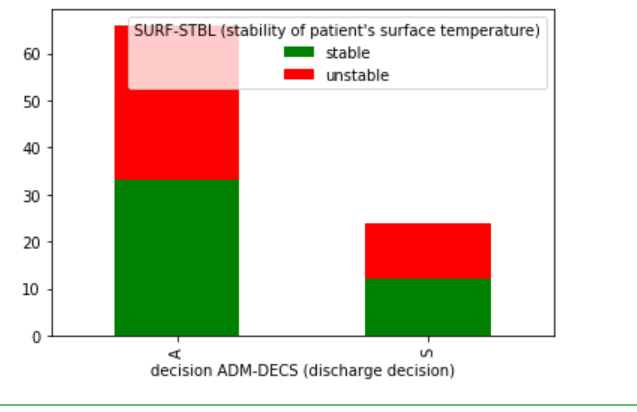 SURF-STBL (stability of patient's surface temperature)
stable
unstable
60
50
40
30
20
10
0
A
S
decision ADM-DECS (discharge decision)